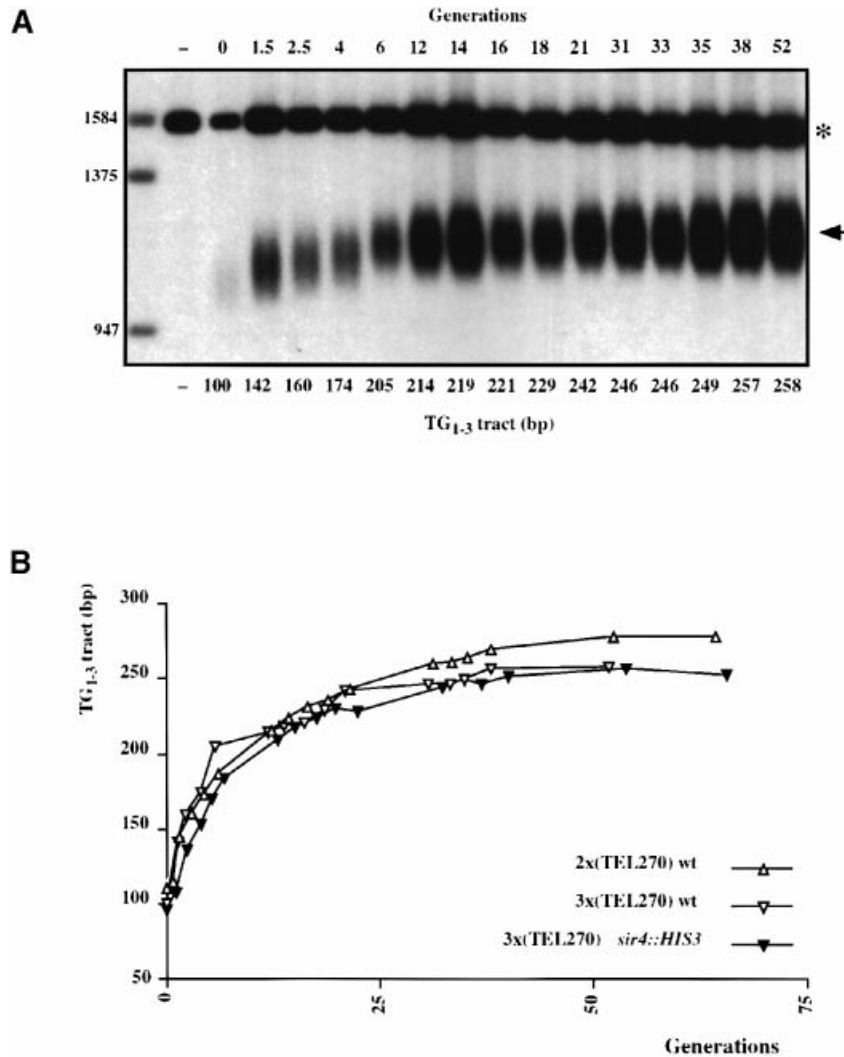 A
Generations
– 0 1.5 2.5 4 6 12 14 16 18 21 31 33 35 38 52
1584
*
1375
947
– 100 142 160 174 205 214 219 221 229 242 246 246 249 257 258
TG1-3 tract (bp)
B
TG1-3 tract (bp)
300
250
200
150
100
50
2x(TEL270) wt
3x(TEL270) wt
3x(TEL270) sir4::HIS3
0 25 50 75
Generations